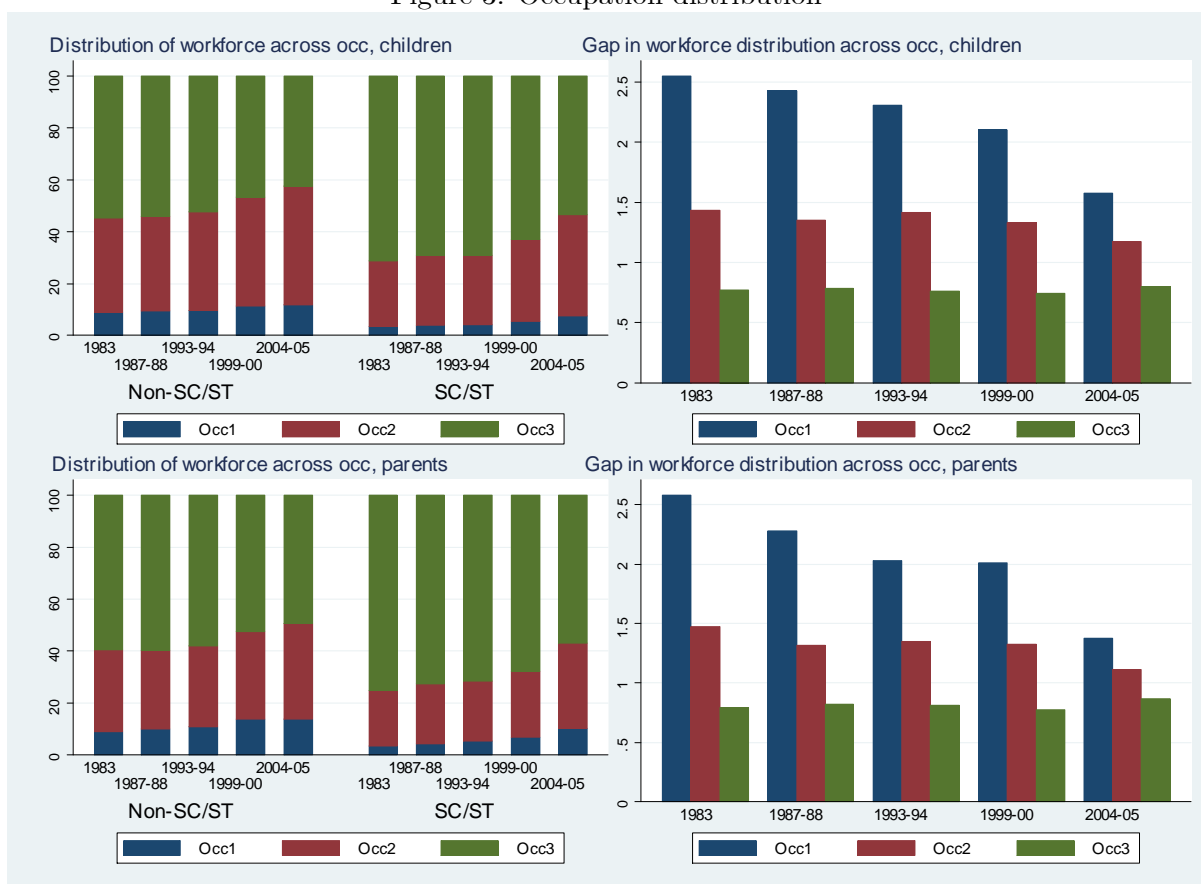 Distribution of workforce across occ, children
100
80
60
40
20
0
1983 1993-94 2004-05 1987-88 1999-00
1987-88 1999-00 1983 1993-94 2004-05
Non-SC/ST SC/ST
Occ1 Occ2 Occ3
Gap in workforce distribution across occ, children
2.5
2
1.5
1
.5
0
1983 1987-88 1993-94 1999-00 2004-05
Occ1 Occ2 Occ3
Distribution of workforce across occ, parents
100
80
60
40
20
0
1983 1993-94 2004-05 1987-88 1999-00
1987-88 1999-00 1983 1993-94 2004-05
Non-SC/ST SC/ST
Occ1 Occ2 Occ3
Gap in workforce distribution across occ, parents
2.5
2
1.5
1
.5
0
1983 1987-88 1993-94 1999-00 2004-05
Occ1 Occ2 Occ3